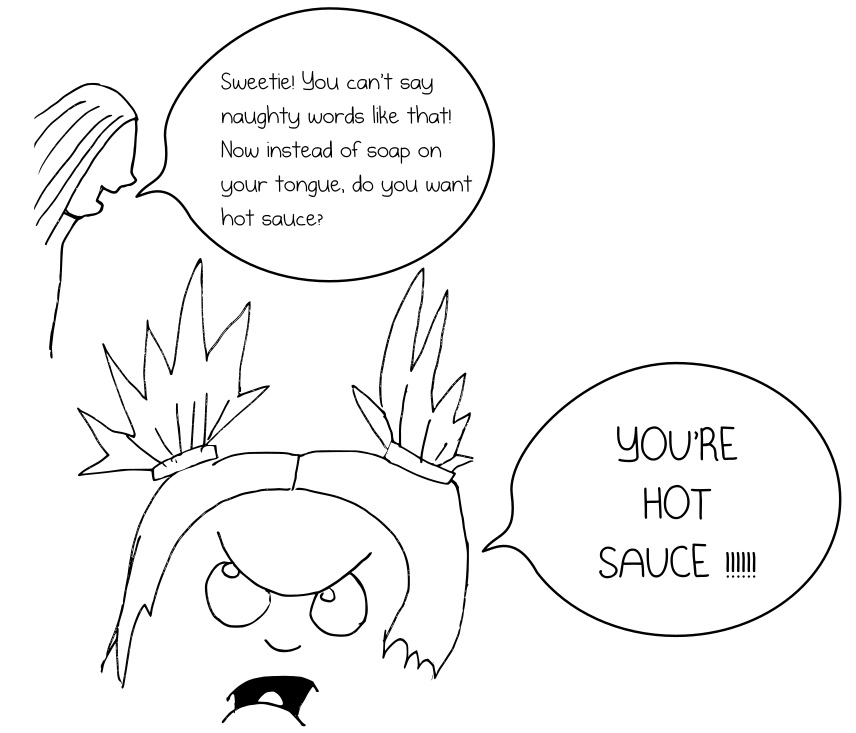 Sweetie! You can't say
naughty words like that!
Now instead of soap on
your tongue, do you want
hot sauce?
YOU'RE
HOT
SAUCE !!!!!!